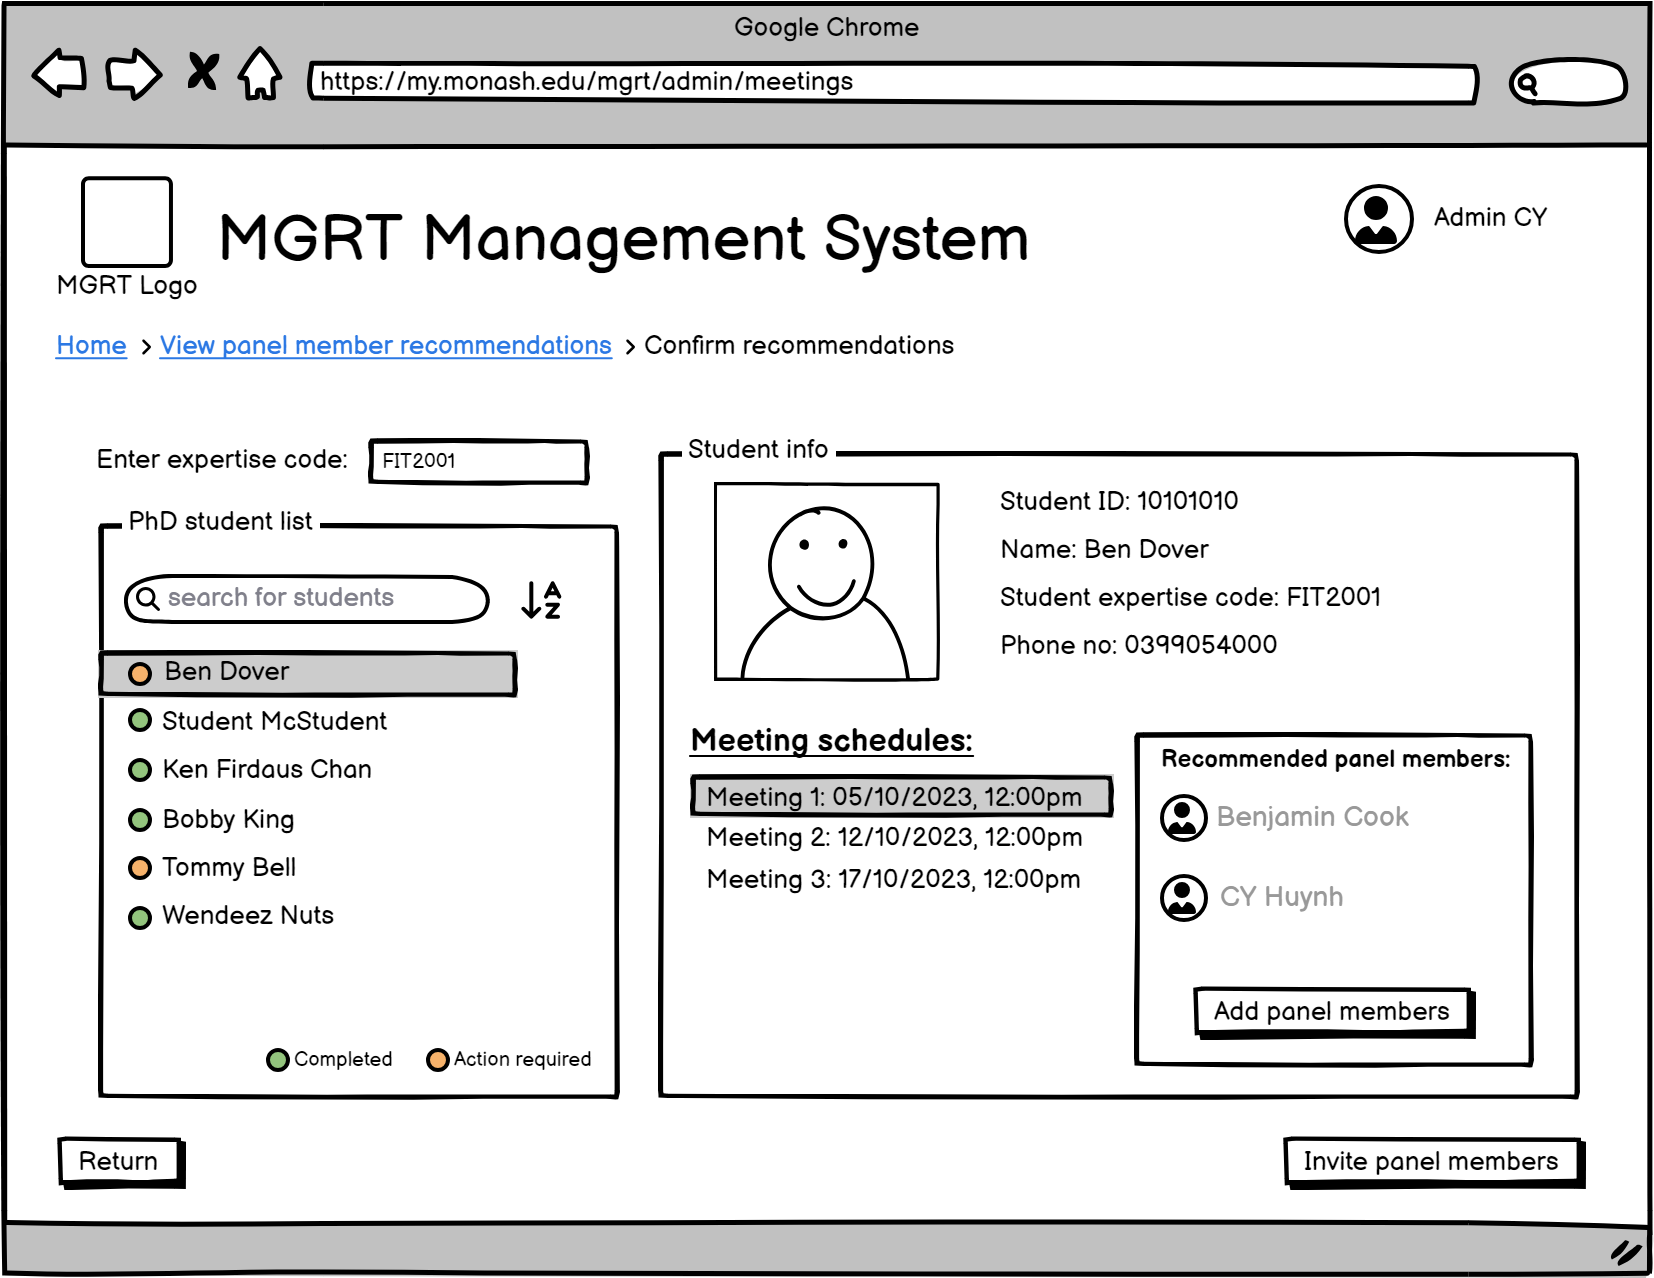 Google Chrome
https://my.monash.edu/mgrt/admin/meetings
MGRT Management System
Admin CY
MGRT Logo
Home > View panel member recommendations > Confirm recommendations
Enter expertise code: FIT2001
PhD student list
search for students
A
Z
Ben Dover
Student McStudent
Ken Firdaus Chan
Bobby King
Tommy Bell
Wendeez Nuts
Completed
Action required
Student info
Student ID: 10101010
Name: Ben Dover
Student expertise code: FIT2001
Phone no: 0399054000
Meeting schedules:
Meeting 1: 05/10/2023, 12:00pm
Meeting 2: 12/10/2023, 12:00pm
Meeting 3: 17/10/2023, 12:00pm
Recommended panel members:
Benjamin Cook
CY Huynh
Add panel members
Return
Invite panel members